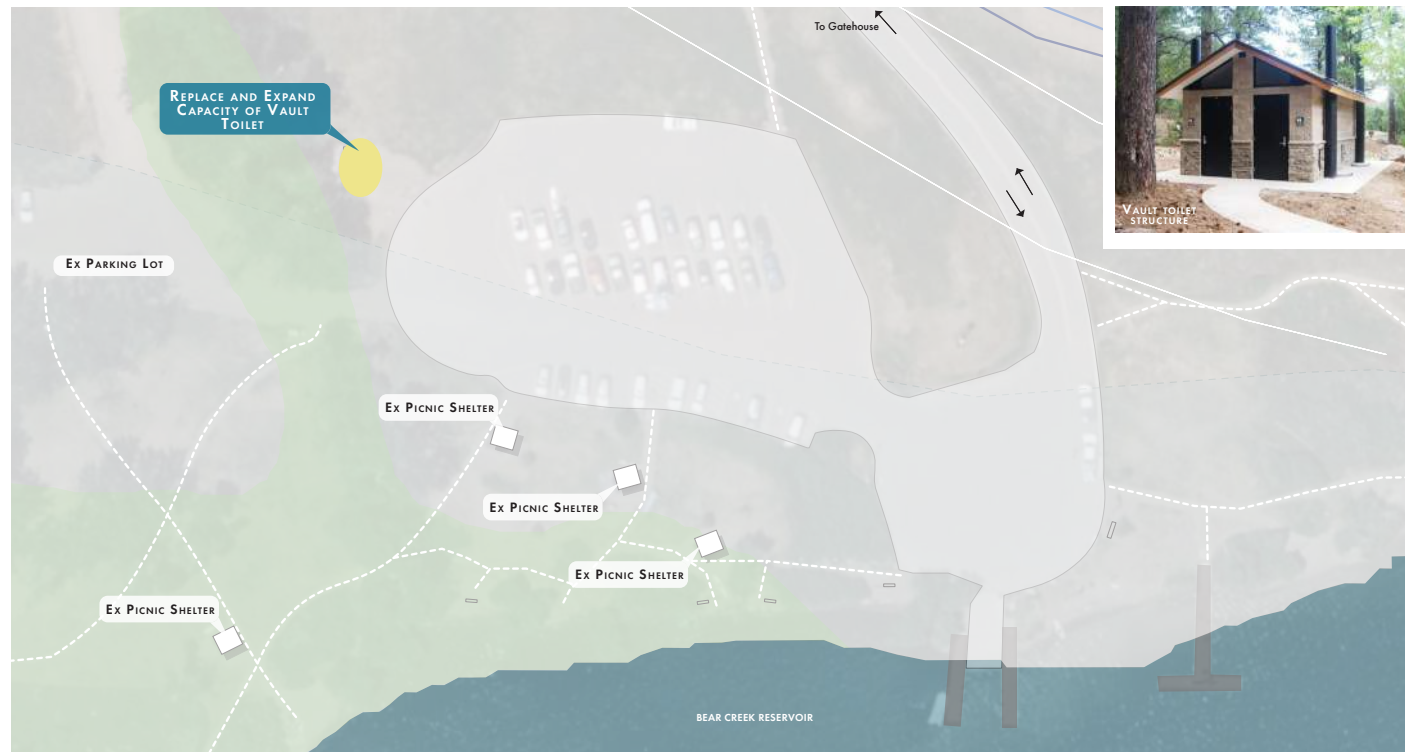 To Gatehouse
Replace and Expand
Capacity of Vault
Toilet
Vault toilet
structure
Ex Parking Lot
Ex Picnic Shelter
Ex Picnic Shelter
Ex Picnic Shelter
Ex Picnic Shelter
BEAR CREEK RESERVOIR